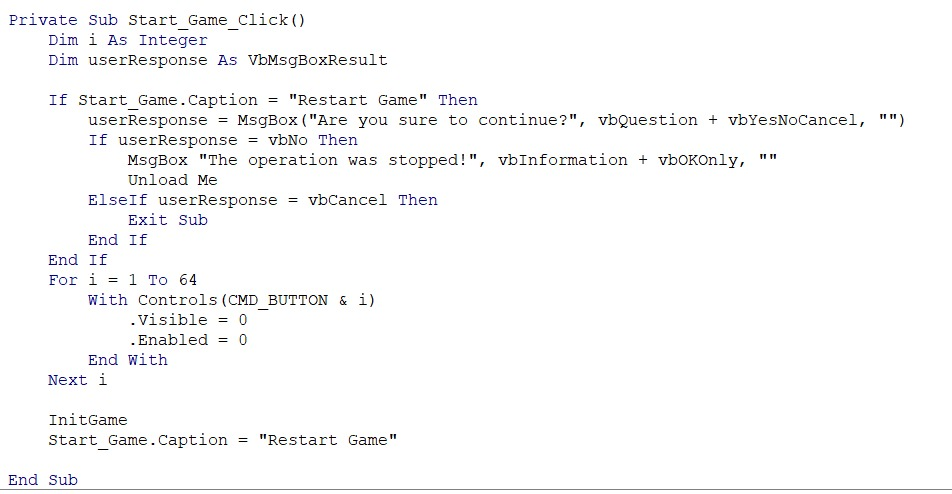 Private Sub Start_Game_Click()
    Dim i As Integer
    Dim userResponse As VbMsgBoxResult

    If Start_Game.Caption = "Restart Game" Then
        userResponse = MsgBox("Are you sure to continue?", vbQuestion + vbYesNoCancel, "")
        If userResponse = vbNo Then
            MsgBox "The operation was stopped!", vbInformation + vbOKOnly, ""
            Unload Me
        ElseIf userResponse = vbCancel Then
            Exit Sub
        End If
    End If
    For i = 1 To 64
        With Controls(CMD_BUTTON & i)
            .Visible = 0
            .Enabled = 0
        End With
    Next i

    InitGame
    Start_Game.Caption = "Restart Game"

End Sub